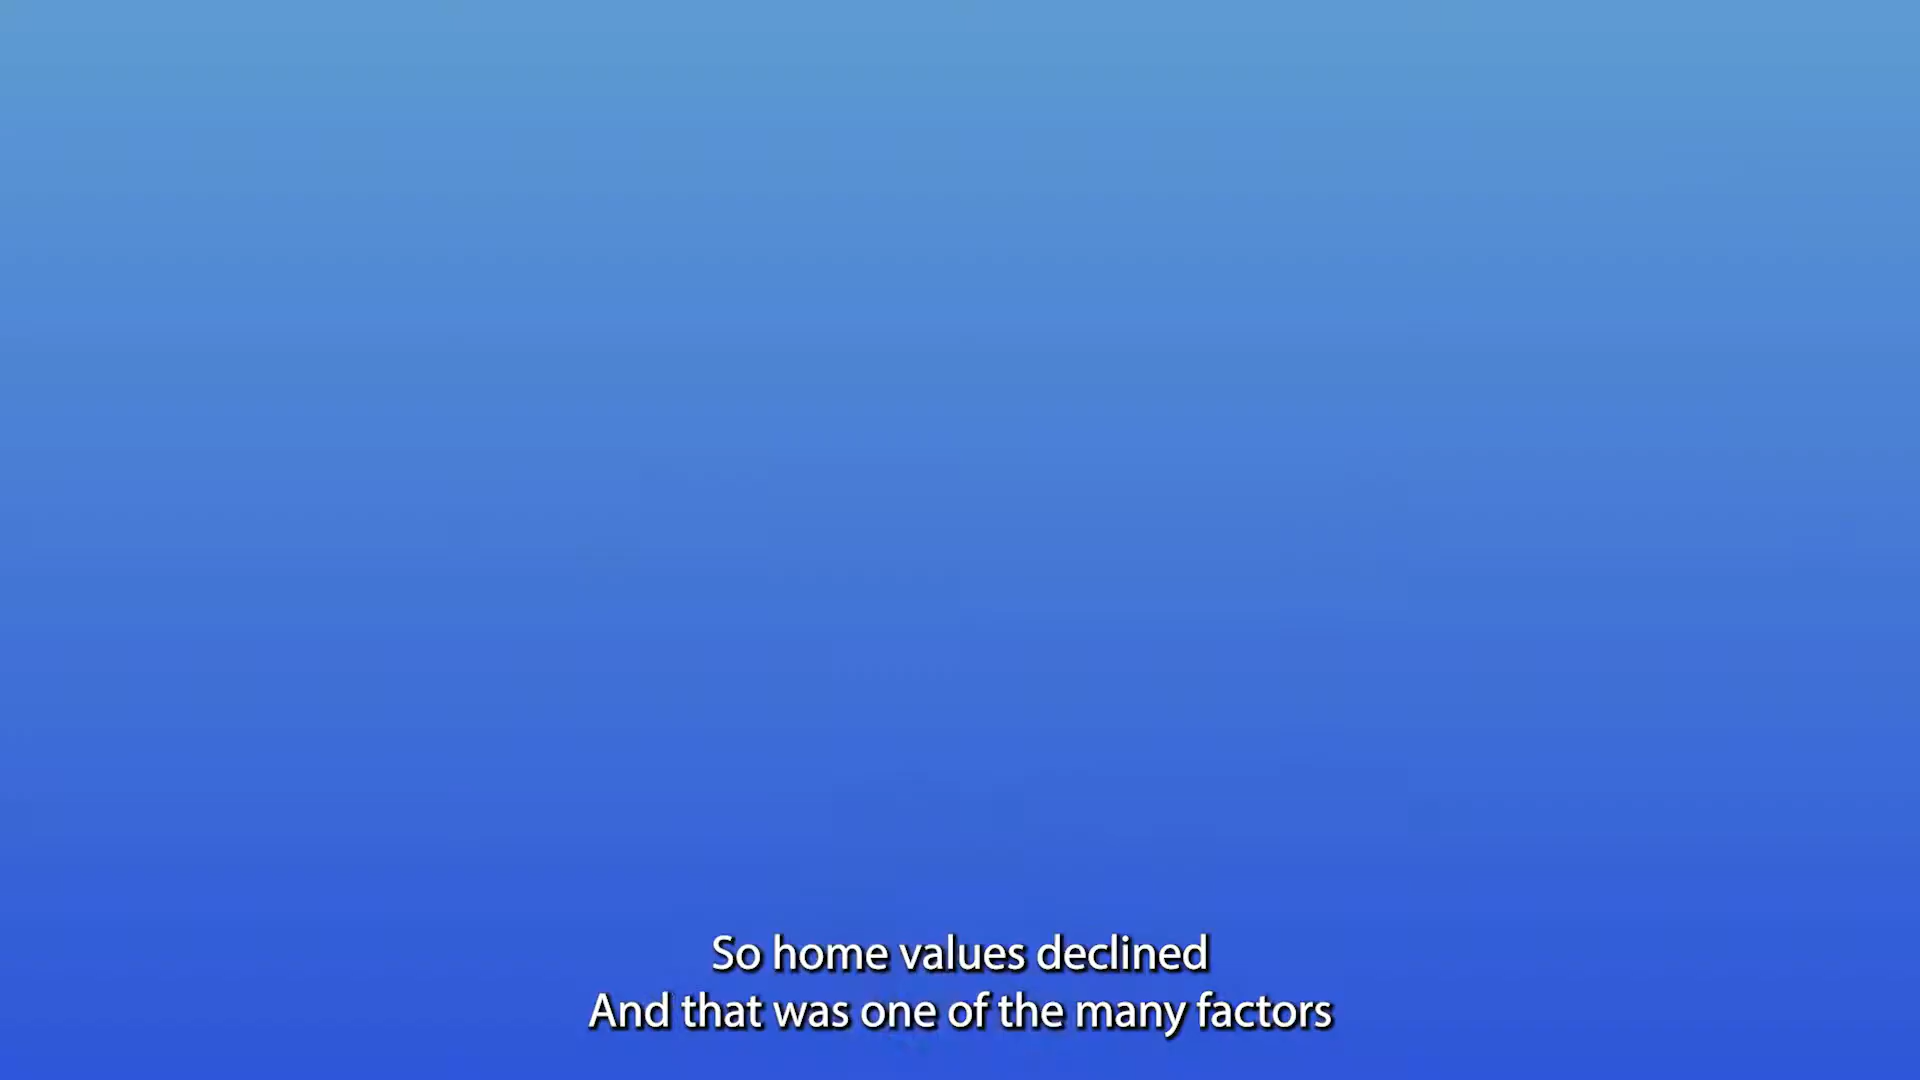 So home values declined
And that was one of the many factors